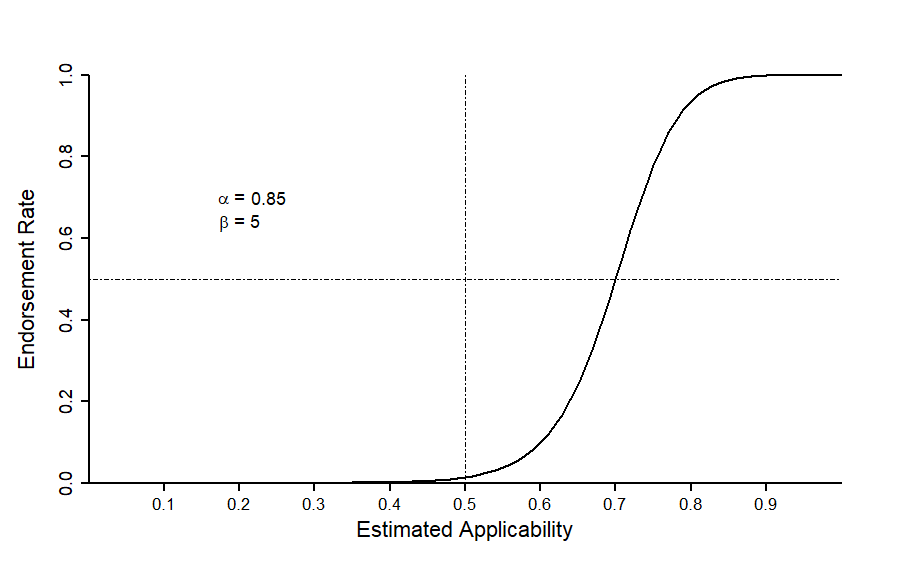 1.0
0.8
0.6
0.4
0.2
0.0
Endorsement Rate
α = 0.85
β = 5
0.1 0.2 0.3 0.4 0.5 0.6 0.7 0.8 0.9
Estimated Applicability